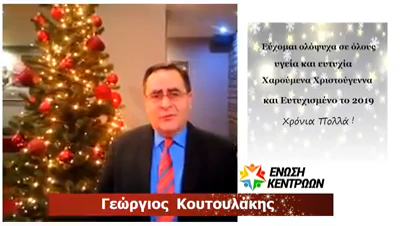 Εύχομαι ολόψυχα σε όλους
υγεία και ευτυχία
Χαρούμενα Χριστούγεννα
και Ευτυχισμένο το 2019
Χρόνια Πολλά !
ΕΝΩΣΗ
ΚΕΝΤΡΩΩΝ
Γεώργιος Κουτουλάκης